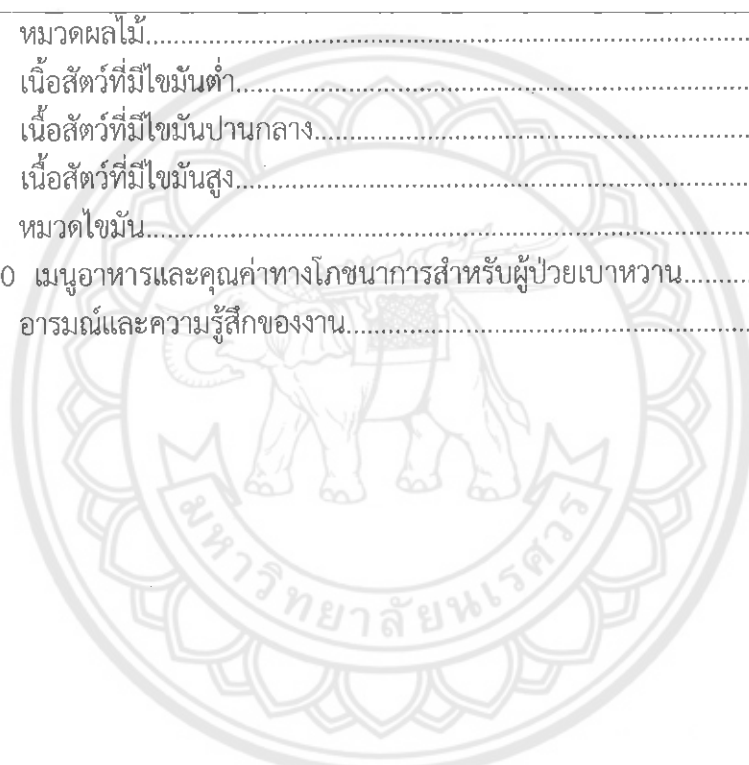 หมวดผลไม้
เนื้อสัตว์ที่มีไขมันต่ำ
เนื้อสัตว์ที่มีไขมันปานกลาง
เนื้อสัตว์ที่มีไขมันสูง
หมวดไขมัน
0 เมนูอาหารและคุณค่าทางโภชนาการสำหรับผู้ป่วยเบาหวาน
อารมณ์และความรู้สึกของงาน
มหาวิทยาลัยนเรศวร